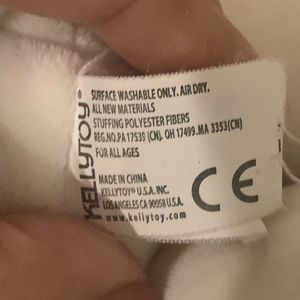 KELLYTOY®
SURFACE WASHABLE ONLY. AIR DRY.
ALL NEW MATERIALS
STUFFING POLYESTER FIBERS
REG.NO.PA 17539 (CN). OH 17499.MA 3353(CN)
FOR ALL AGES
MADE IN CHINA
KELLYTOY® U.S.A. INC.
LOS ANGELES CA 90058 U.S.A.
www.kellytoy.com
CE